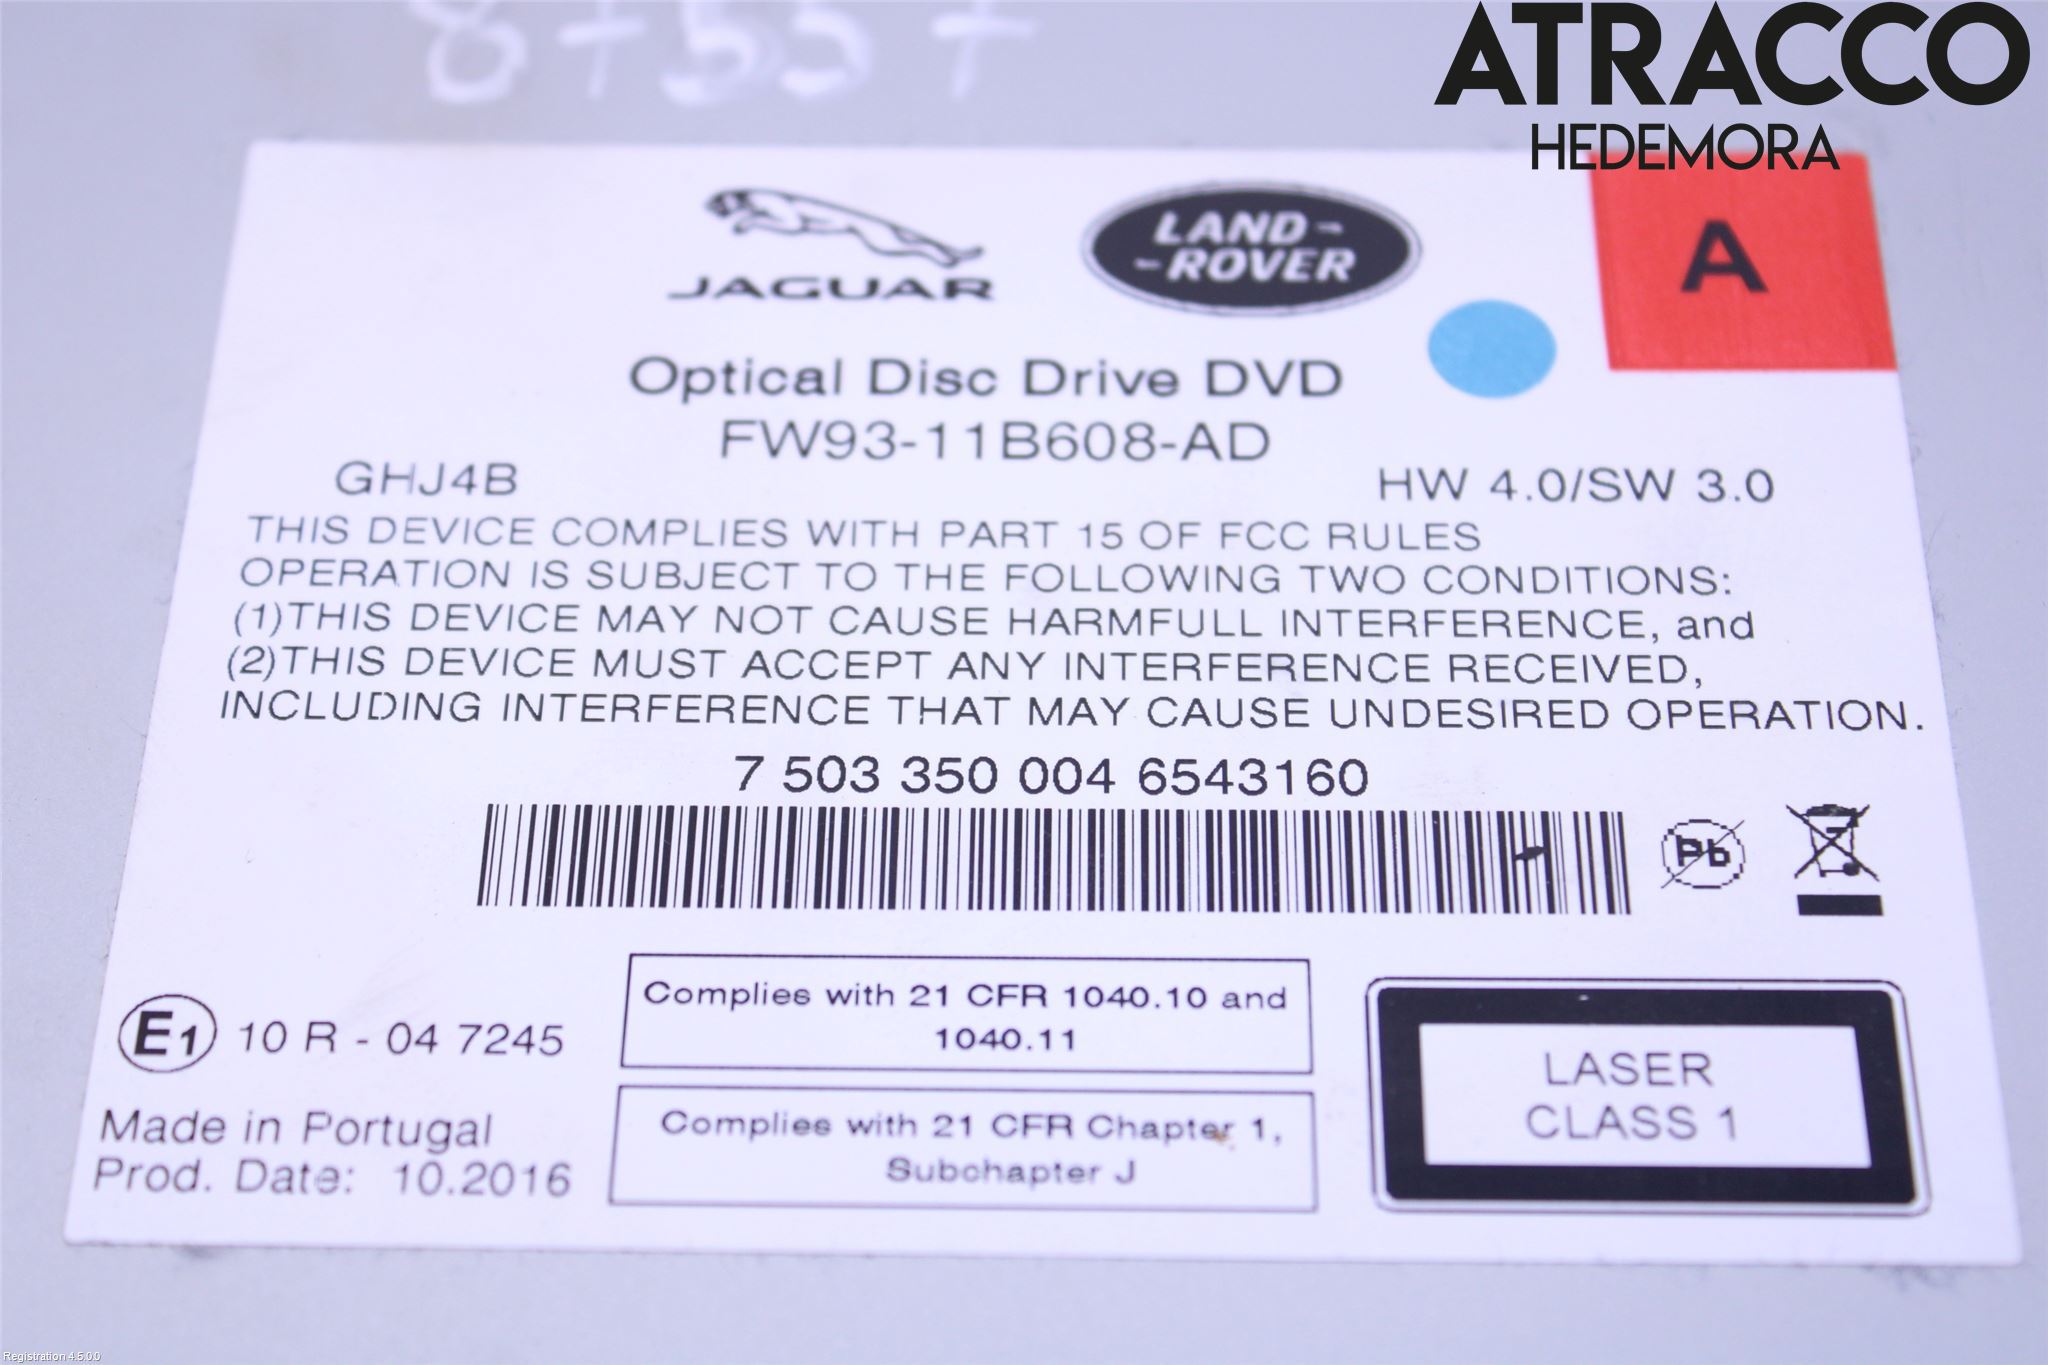 ATRACCO
HEDEMORA
JAGUAR
LAND-
-ROVER
A
Optical Disc Drive DVD
FW93-11B608-AD
GHJ4B
HW 4.0/SW 3.0
THIS DEVICE COMPLIES WITH PART 15 OF FCC RULES
OPERATION IS SUBJECT TO THE FOLLOWING TWO CONDITIONS:
(1)THIS DEVICE MAY NOT CAUSE HARMFULL INTERFERENCE, and
(2)THIS DEVICE MUST ACCEPT ANY INTERFERENCE RECEIVED,
INCLUDING INTERFERENCE THAT MAY CAUSE UNDESIRED OPERATION.
7 503 350 004 6543160
Pb
E1 10 R - 04 7245
Complies with 21 CFR 1040.10 and
1040.11
LASER
CLASS 1
Made in Portugal
Prod. Date: 10.2016
Complies with 21 CFR Chapter 1,
Subchapter J
Registration 4.5.0.0